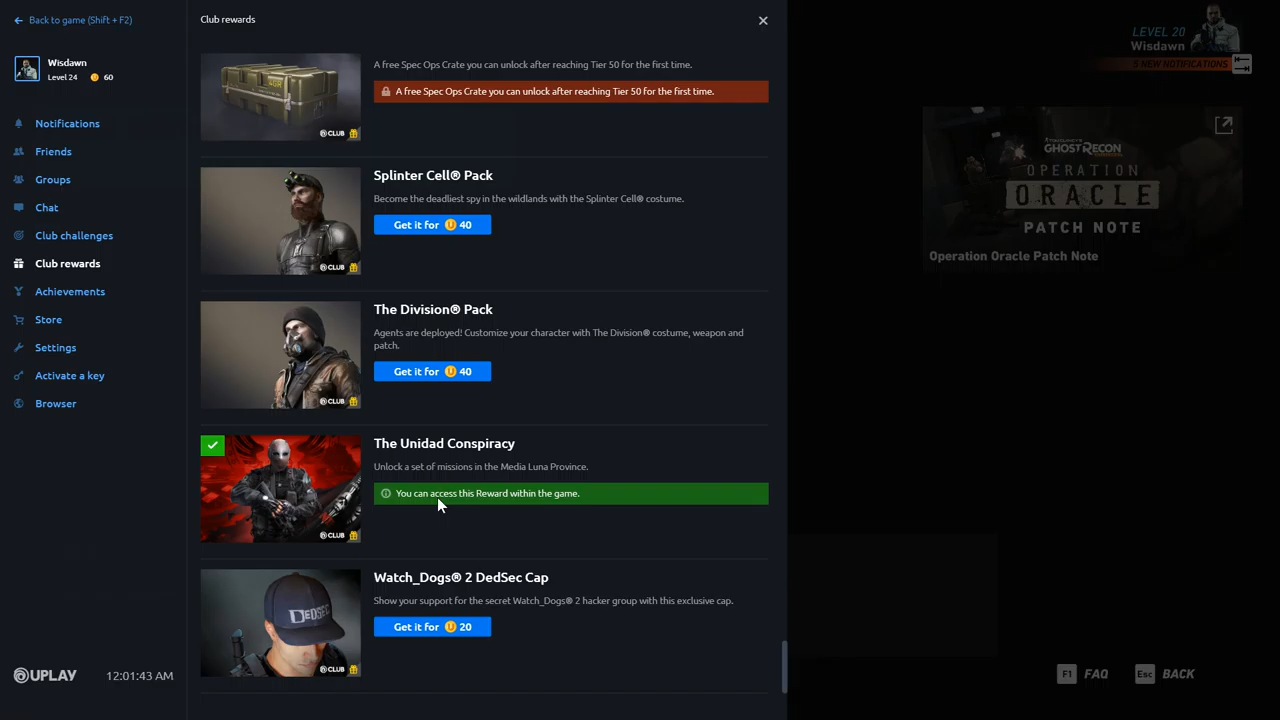 Back to game (Shift + F2)
Wisdawn
Level 24 60
Notifications
Friends
Groups
Chat
Club challenges
Club rewards
Achievements
Store
Settings
Activate a key
Browser
UPLAY 12:01:43 AM
Club rewards
A free Spec Ops Crate you can unlock after reaching Tier 50 for the first time.
A free Spec Ops Crate you can unlock after reaching Tier 50 for the first time.
CLUB
Splinter Cell® Pack
Become the deadliest spy in the wildlands with the Splinter Cell® costume.
Get it for U 40
CLUB
The Division® Pack
Agents are deployed! Customize your character with The Division® costume, weapon and
patch.
Get it for U 40
CLUB
The Unidad Conspiracy
Unlock a set of missions in the Media Luna Province.
You can access this Reward within the game.
CLUB
Watch_Dogs® 2 DedSec Cap
Show your support for the secret Watch_Dogs® 2 hacker group with this exclusive cap.
Get it for U 20
DEDSEC
CLUB
LEVEL 20
Wisdawn
5 NEW NOTIFICATIONS
GHOST RECON
OPERATION
ORACLE
PATCH NOTE
Operation Oracle Patch Note
F1 FAQ Esc BACK